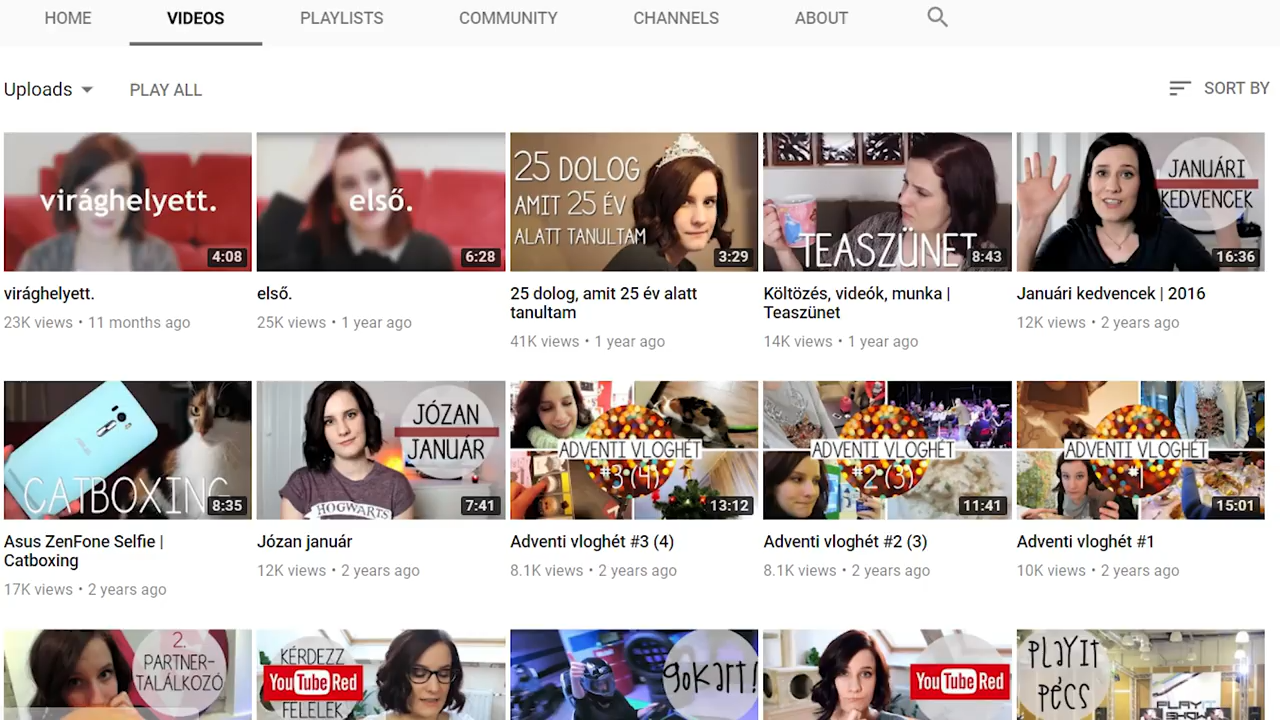 HOME
VIDEOS
PLAYLISTS
COMMUNITY
CHANNELS
ABOUT
Uploads
PLAY ALL
SORT BY
virághelyett.
4:08
első.
6:28
25 DOLOG
AMIT 25 ÉV
ALATT TANULTAM
3:29
TEASZÜNET
8:43
JANUÁRI
KEDVENCEK
16:36
virághelyett.
23K views • 11 months ago
első.
25K views • 1 year ago
25 dolog, amit 25 év alatt
tanultam
41K views • 1 year ago
Költözés, videók, munka |
Teaszünet
14K views • 1 year ago
Januári kedvencek | 2016
12K views • 2 years ago
ASUS
CATBOXING
8:35
JÓZAN
JANUÁR
HOGWARTS
7:41
ADVENTI VLOGHÉT
#3 (4)
13:12
ADVENTI VLOGHÉT
#2 (3)
11:41
ADVENTI VLOGHÉT
#1
15:01
Asus ZenFone Selfie |
Catboxing
17K views • 2 years ago
Józan január
12K views • 2 years ago
Adventi vloghét #3 (4)
8.1K views • 2 years ago
Adventi vloghét #2 (3)
8.1K views • 2 years ago
Adventi vloghét #1
10K views • 2 years ago
2.
PARTNER-
TALÁLKOZÓ
KÉRDEZZ
YouTube Red
FELELEK
gokart!
YouTube Red
PLAYIT
PÉCS
PLAYIT
SHOW